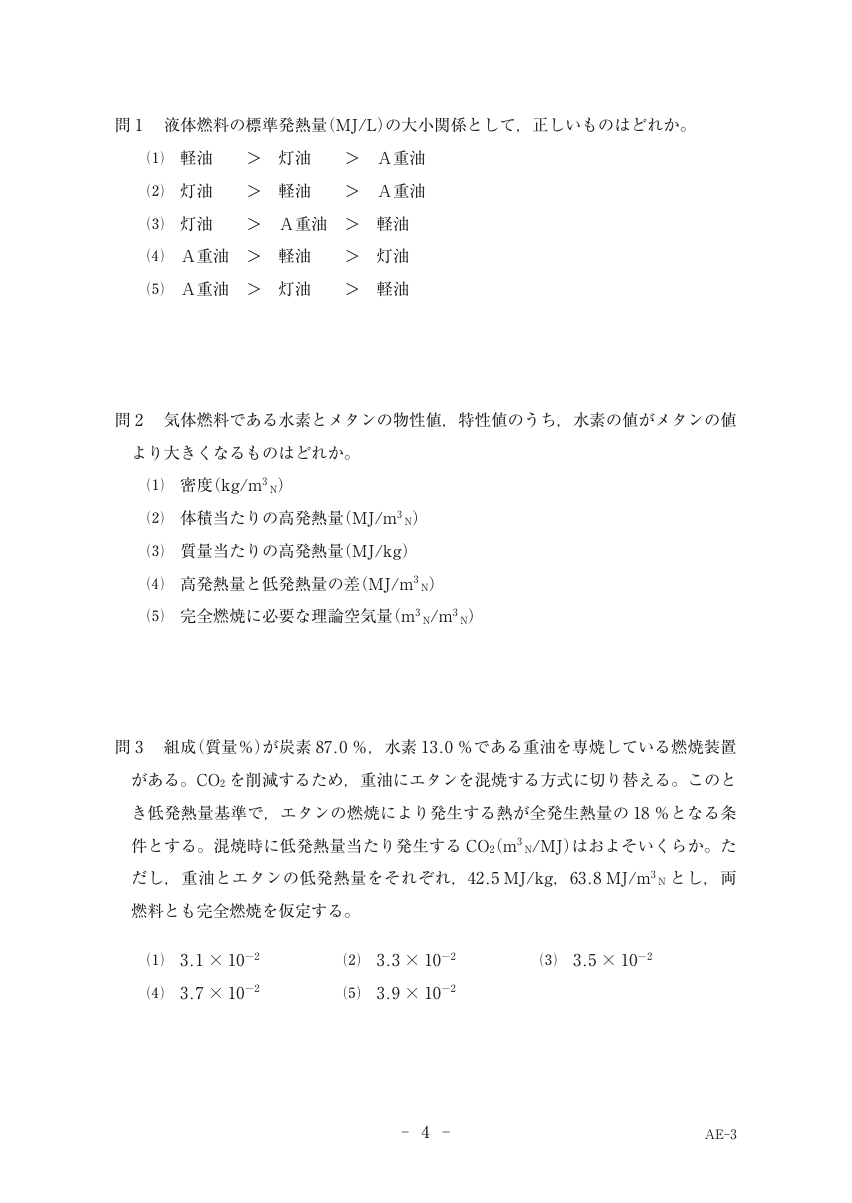 問1 液体燃料の標準発熱量(MJ/L)の大小関係として，正しいものはどれか。
⑴ 軽油 ＞ 灯油 ＞ A重油
⑵ 灯油 ＞ 軽油 ＞ A重油
⑶ 灯油 ＞ A重油 ＞ 軽油
⑷ A重油 ＞ 軽油 ＞ 灯油
⑸ A重油 ＞ 灯油 ＞ 軽油
問2 気体燃料である水素とメタンの物性値，特性値のうち，水素の値がメタンの値
より大きくなるものはどれか。
⑴ 密度(kg/m³N)
⑵ 体積当たりの高発熱量(MJ/m³N)
⑶ 質量当たりの高発熱量(MJ/kg)
⑷ 高発熱量と低発熱量の差(MJ/m³N)
⑸ 完全燃焼に必要な理論空気量(m³N/m³N)
問3 組成(質量％)が炭素 87.0 ％，水素 13.0 ％である重油を専焼している燃焼装置
がある。CO₂ を削減するため，重油にエタンを混焼する方式に切り替える。このと
き低発熱量基準で，エタンの燃焼により発生する熱が全発生熱量の 18 ％となる条
件とする。混焼時に低発熱量当たり発生する CO₂(m³N/MJ)はおよそいくらか。た
だし，重油とエタンの低発熱量をそれぞれ，42.5 MJ/kg，63.8 MJ/m³N とし，両
燃料とも完全燃焼を仮定する。
⑴ 3.1 × 10⁻² ⑵ 3.3 × 10⁻² ⑶ 3.5 × 10⁻²
⑷ 3.7 × 10⁻² ⑸ 3.9 × 10⁻²
- 4 - AE-3